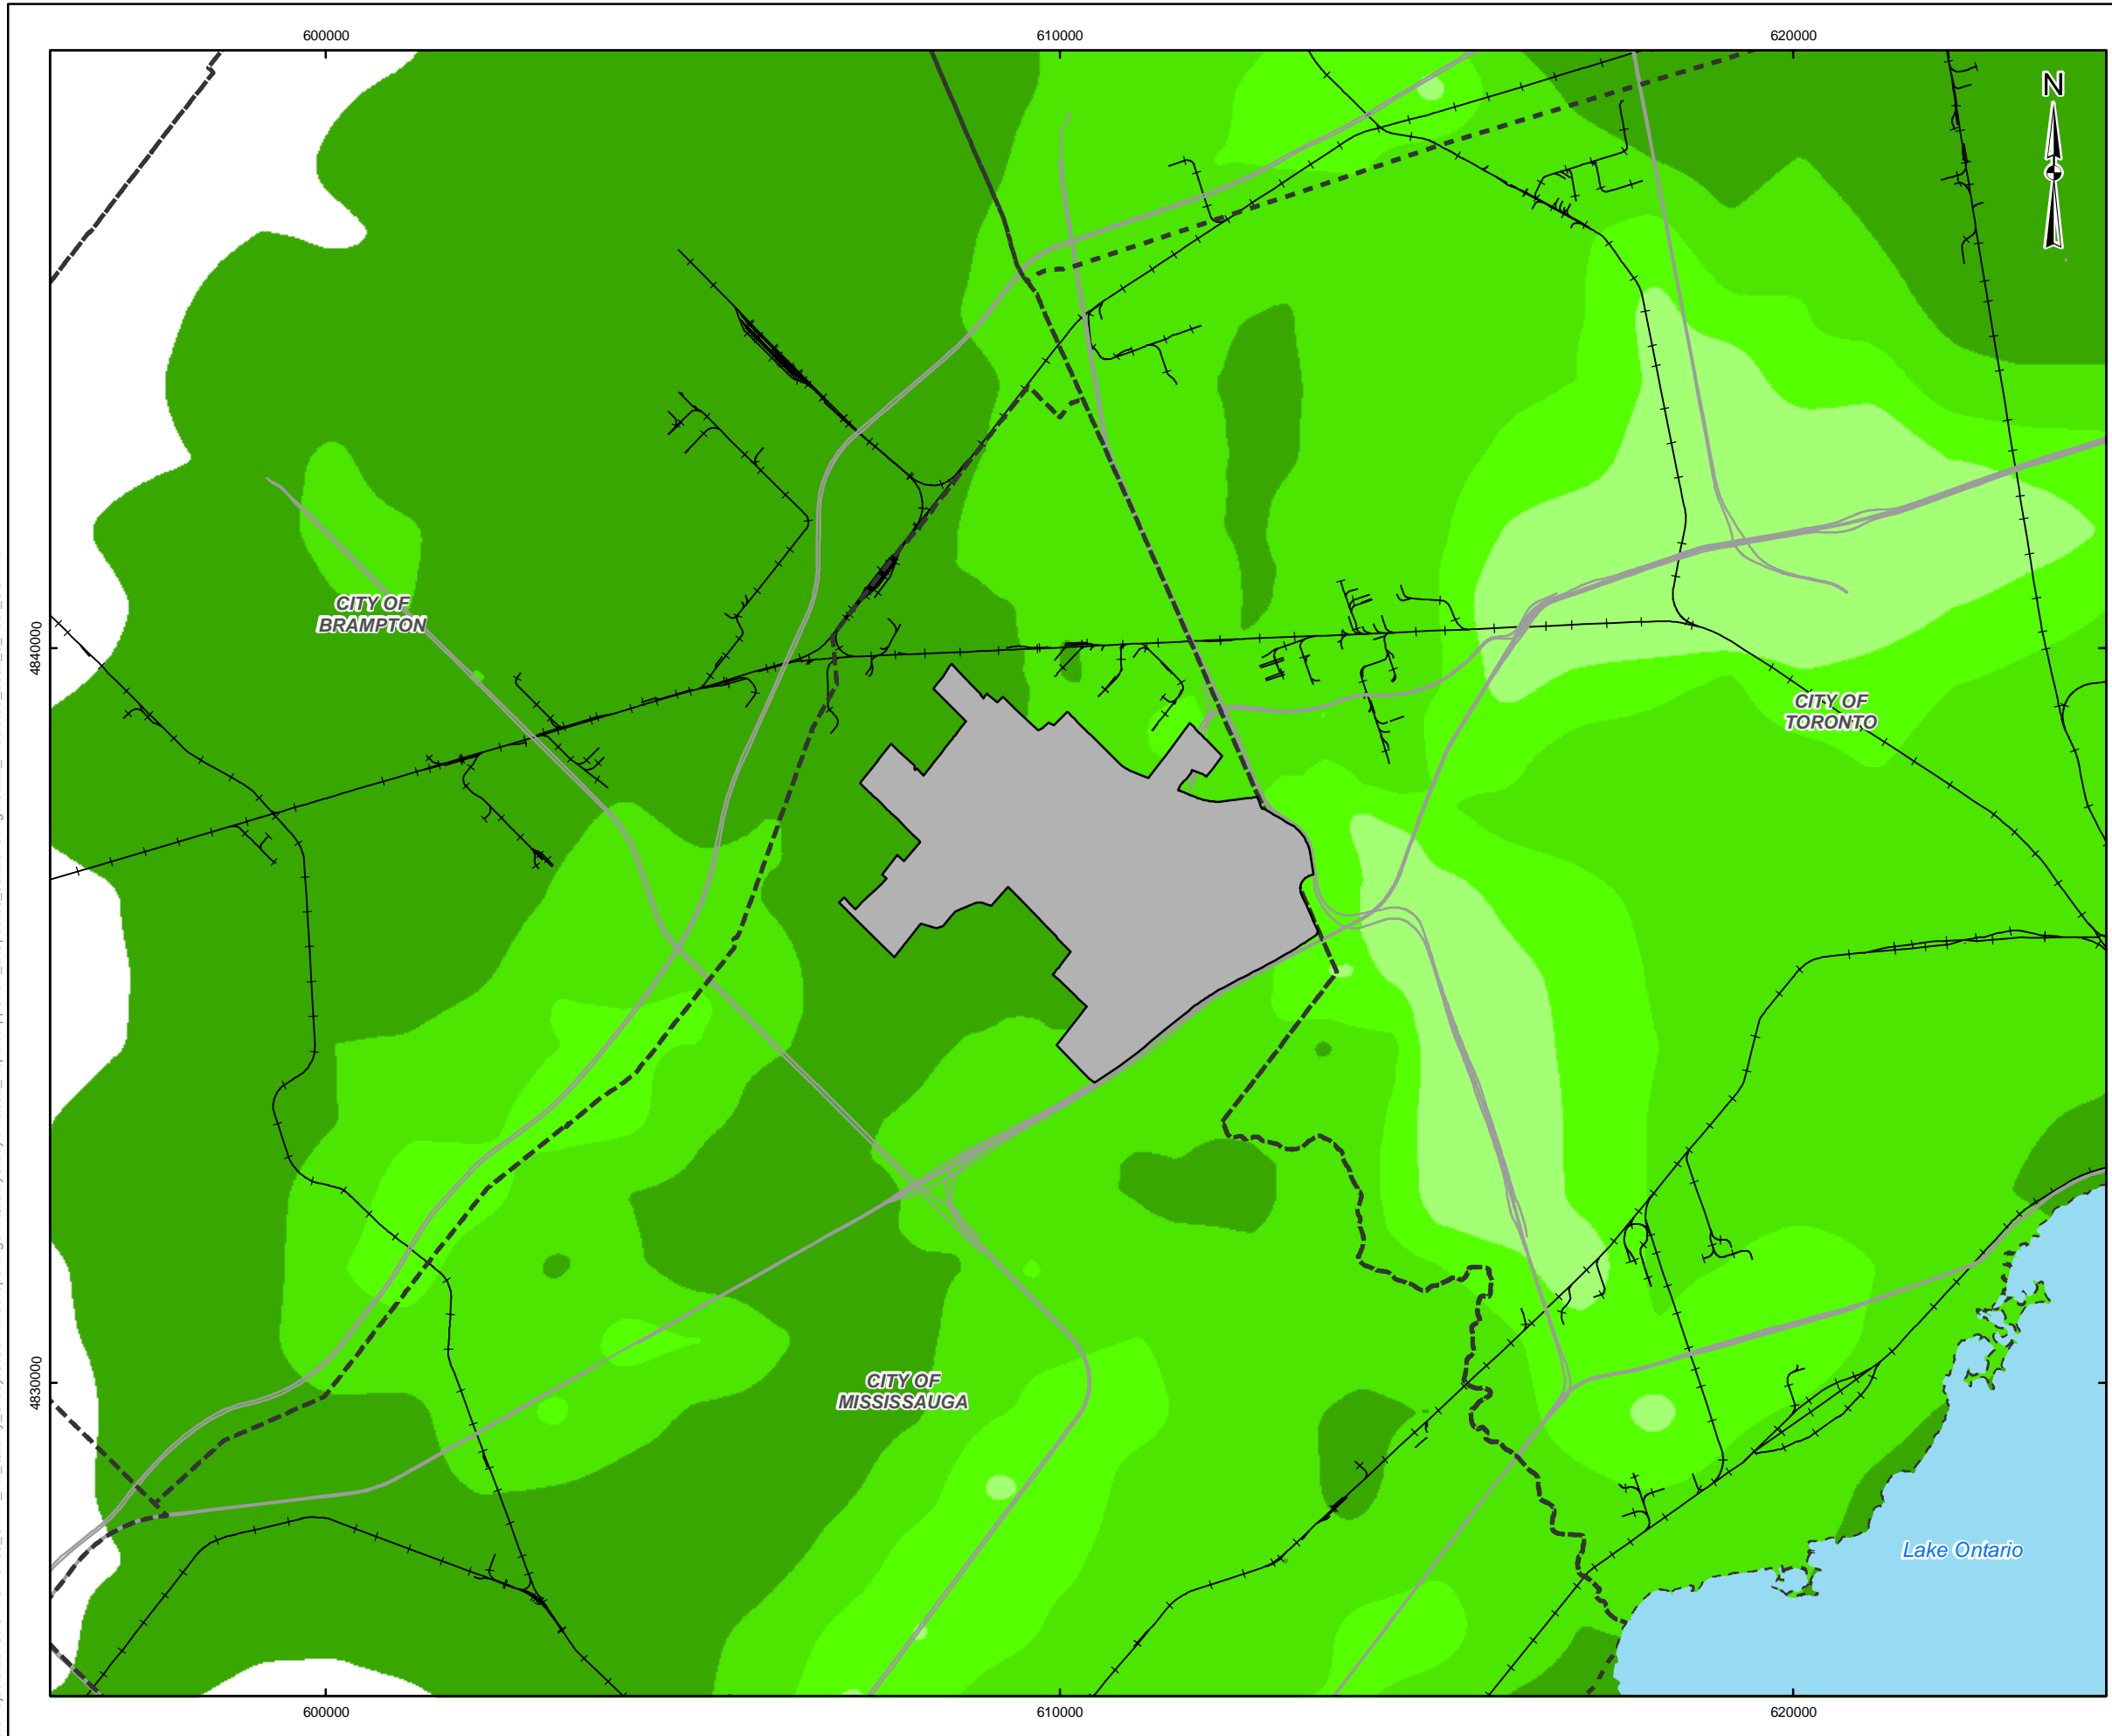 600000
610000
620000
N
CITY OF
BRAMPTON
4840000
CITY OF
TORONTO
4830000
CITY OF
MISSISSAUGA
Lake Ontario
600000
610000
620000